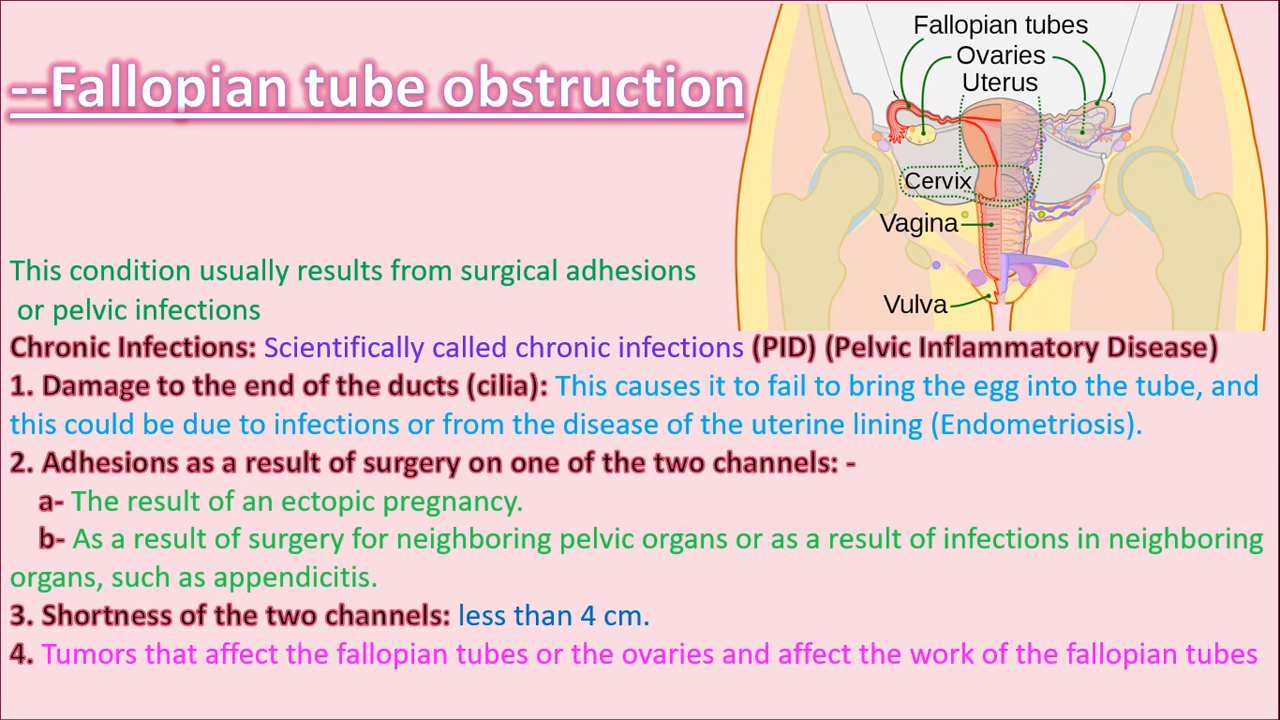 --Fallopian tube obstruction
Fallopian tubes
Ovaries
Uterus
Cervix
Vagina
Vulva
This condition usually results from surgical adhesions
or pelvic infections
Chronic Infections: Scientifically called chronic infections (PID) (Pelvic Inflammatory Disease)
1. Damage to the end of the ducts (cilia): This causes it to fail to bring the egg into the tube, and
this could be due to infections or from the disease of the uterine lining (Endometriosis).
2. Adhesions as a result of surgery on one of the two channels: -
a- The result of an ectopic pregnancy.
b- As a result of surgery for neighboring pelvic organs or as a result of infections in neighboring
organs, such as appendicitis.
3. Shortness of the two channels: less than 4 cm.
4. Tumors that affect the fallopian tubes or the ovaries and affect the work of the fallopian tubes